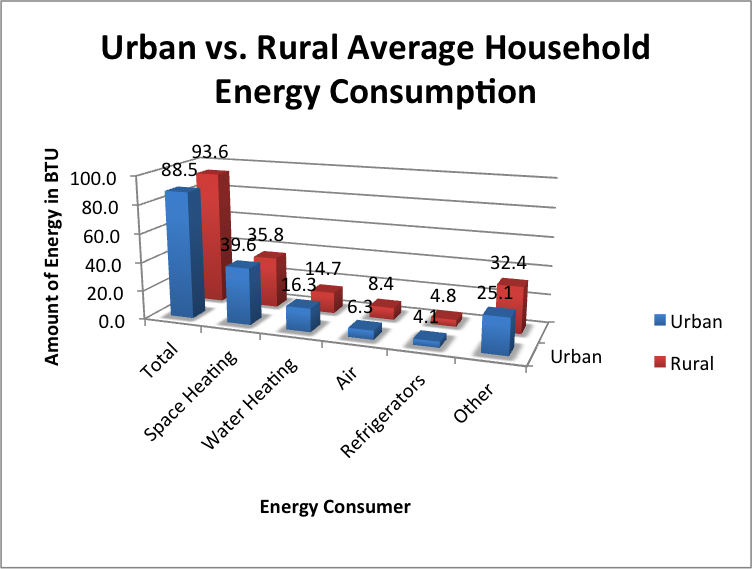 Urban vs. Rural Average Household
Energy Consumption
Amount of Energy in BTU
100.0
80.0
60.0
40.0
20.0
0.0
88.5
93.6
39.6
35.8
16.3
14.7
6.3
8.4
4.1
4.8
25.1
32.4
Total
Space Heating
Water Heating
Air
Refrigerators
Other
Urban
Urban
Rural
Energy Consumer